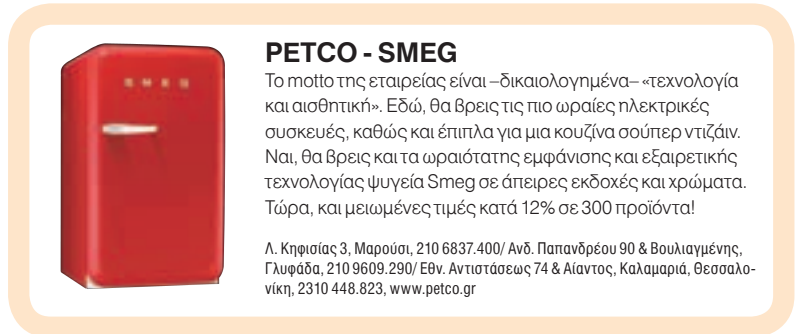 SMEG
PETCO - SMEG
Το motto της εταιρείας είναι –δικαιολογημένα– «τεχνολογία
και αισθητική». Εδώ, θα βρεις τις πιο ωραίες ηλεκτρικές
συσκευές, καθώς και έπιπλα για μια κουζίνα σούπερ ντιζάιν.
Ναι, θα βρεις και τα ωραιότατης εμφάνισης και εξαιρετικής
τεχνολογίας ψυγεία Smeg σε άπειρες εκδοχές και χρώματα.
Τώρα, και μειωμένες τιμές κατά 12% σε 300 προϊόντα!
Λ. Κηφισίας 3, Μαρούσι, 210 6837.400/ Ανδ. Παπανδρέου 90 & Βουλιαγμένης,
Γλυφάδα, 210 9609.290/ Εθν. Αντιστάσεως 74 & Αίαντος, Καλαμαριά, Θεσσαλο-
νίκη, 2310 448.823, www.petco.gr